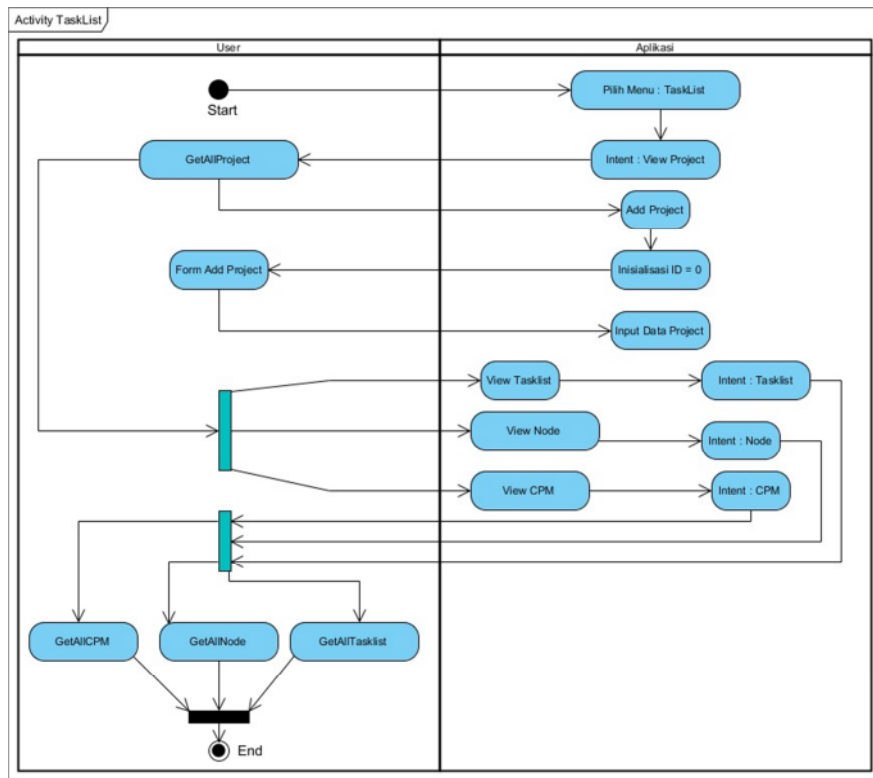 Activity TaskList
User
Aplikasi
Start
Pilih Menu : TaskList
GetAllProject
Intent : View Project
Add Project
Form Add Project
Inisialisasi ID = 0
Input Data Project
View Tasklist
Intent : Tasklist
View Node
Intent : Node
View CPM
Intent : CPM
GetAllCPM
GetAllNode
GetAllTasklist
End